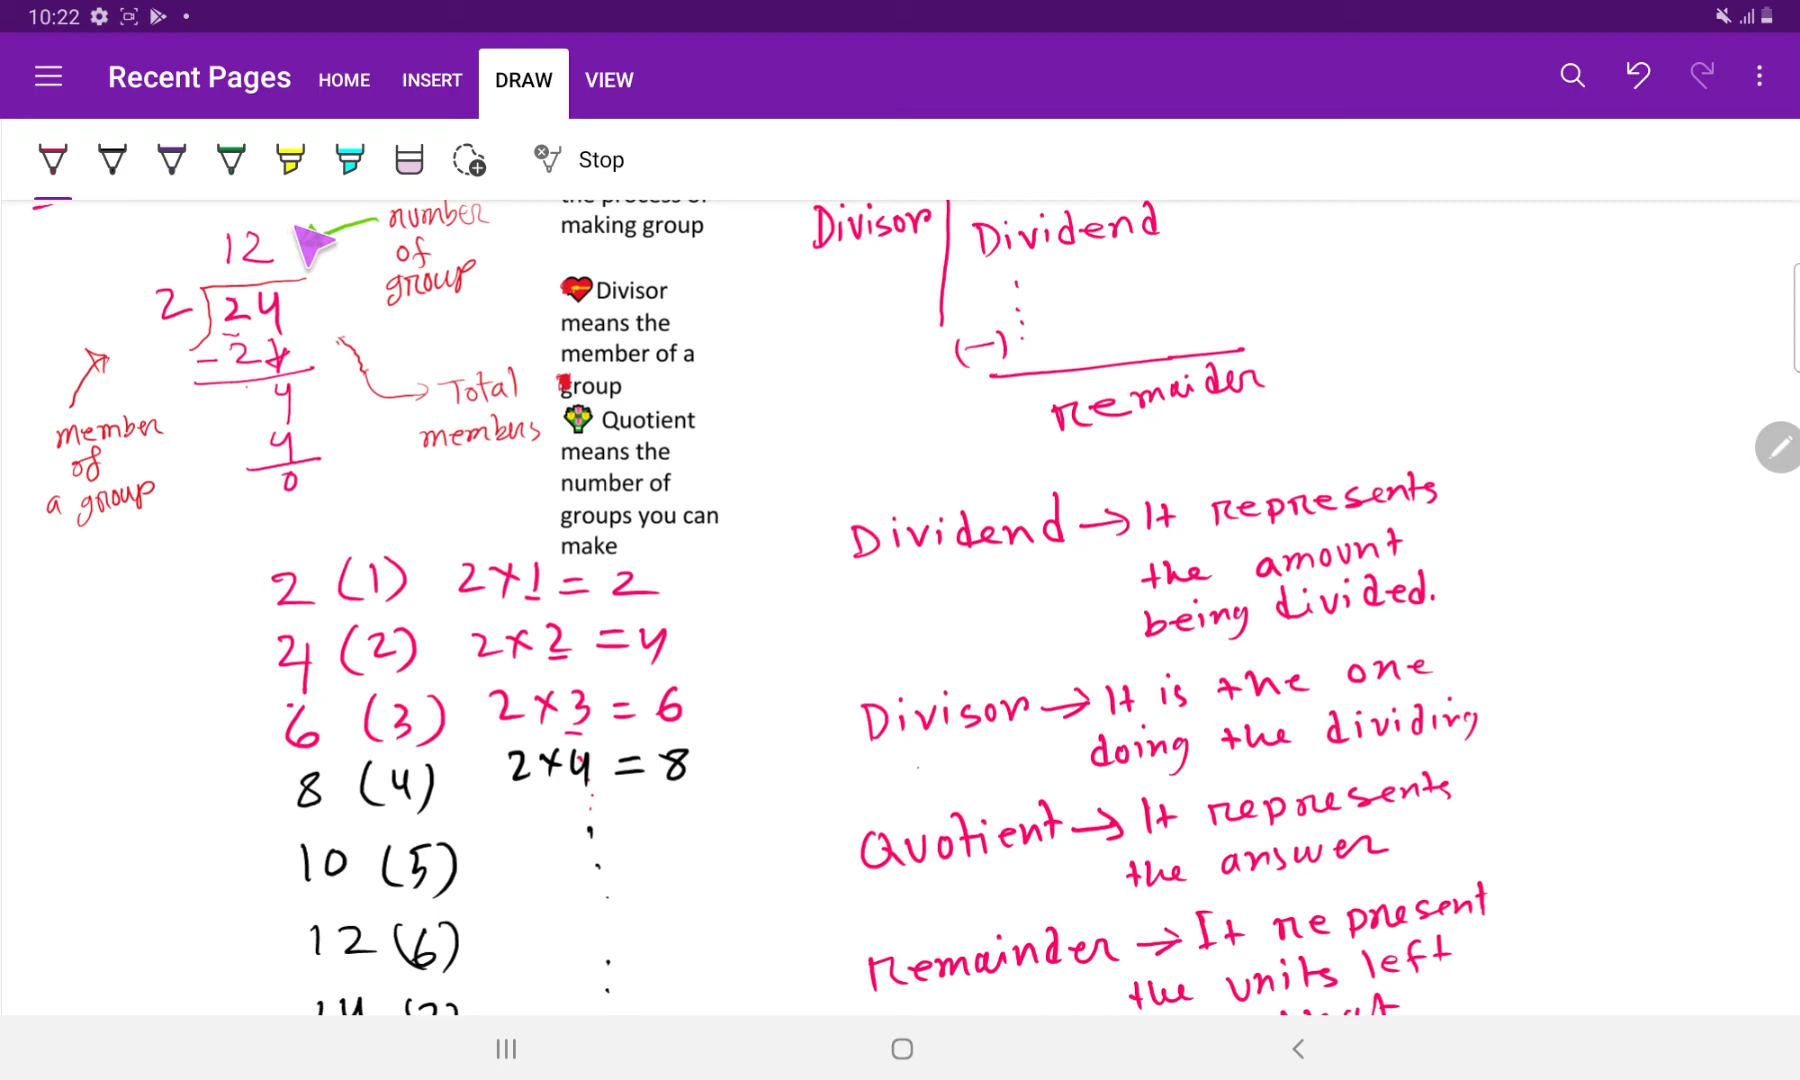 10:22
Recent Pages HOME INSERT DRAW VIEW
Stop
number
of
group
12
2 24
- 24
4
4
0
member
of
a group
Total
members
making group
Divisor
means the
member of a
group
Quotient
means the
number of
groups you can
make
2 (1) 2×1 = 2
4 (2) 2×2 = 4
6 (3) 2×3 = 6
8 (4) 2×4 = 8
10 (5)
12 (6)
Divisor Dividend
(-)
remaider
Dividend → It represents
the amount
being divided.
Divisor → It is the one
doing the dividing
Quotient → It represents
the answer
Remainder → It represent
the units left